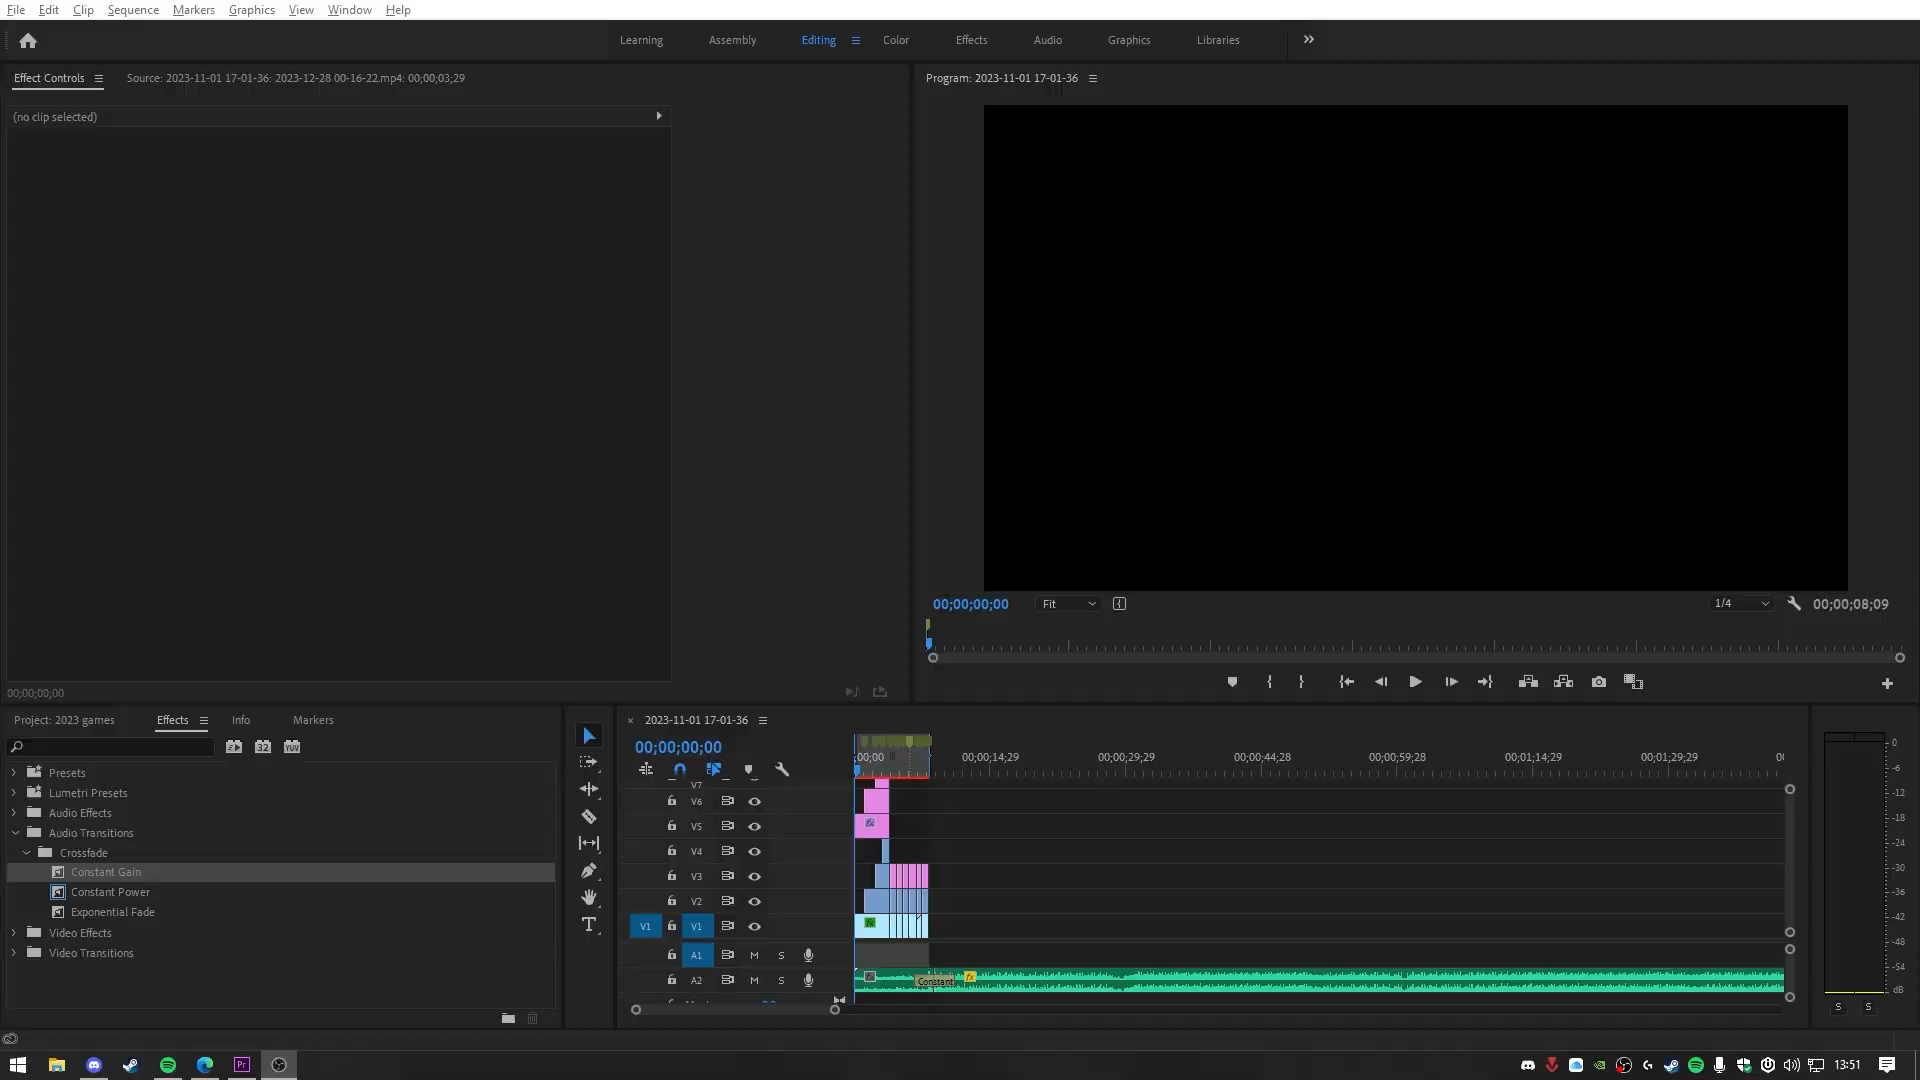 File Edit Clip Sequence Markers Graphics View Window Help
Learning Assembly Editing Color Effects Audio Graphics Libraries
Effect Controls Source: 2023-11-01 17-01-36: 2023-12-28 00-16-22.mp4: 00;00;03;29
Program: 2023-11-01 17-01-36
(no clip selected)
00;00;00;00 Fit 1/4 00;00;08;09
00;00;00;00
Project: 2023 games Effects Info Markers
32 YUV
Presets
Lumetri Presets
Audio Effects
Audio Transitions
Crossfade
Constant Gain
Constant Power
Exponential Fade
Video Effects
Video Transitions
2023-11-01 17-01-36
00;00;00;00
;00;00 00;00;14;29 00;00;29;29 00;00;44;28 00;00;59;28 00;01;14;29 00;01;29;29
V7
V6
V5 fx
V4
V3
V2
V1 V1 fx
A1 M S
A2 M S fx Constant fx
0
-6
-12
-18
-24
-30
-36
-42
-48
-54
dB
S S
Pr 13:51